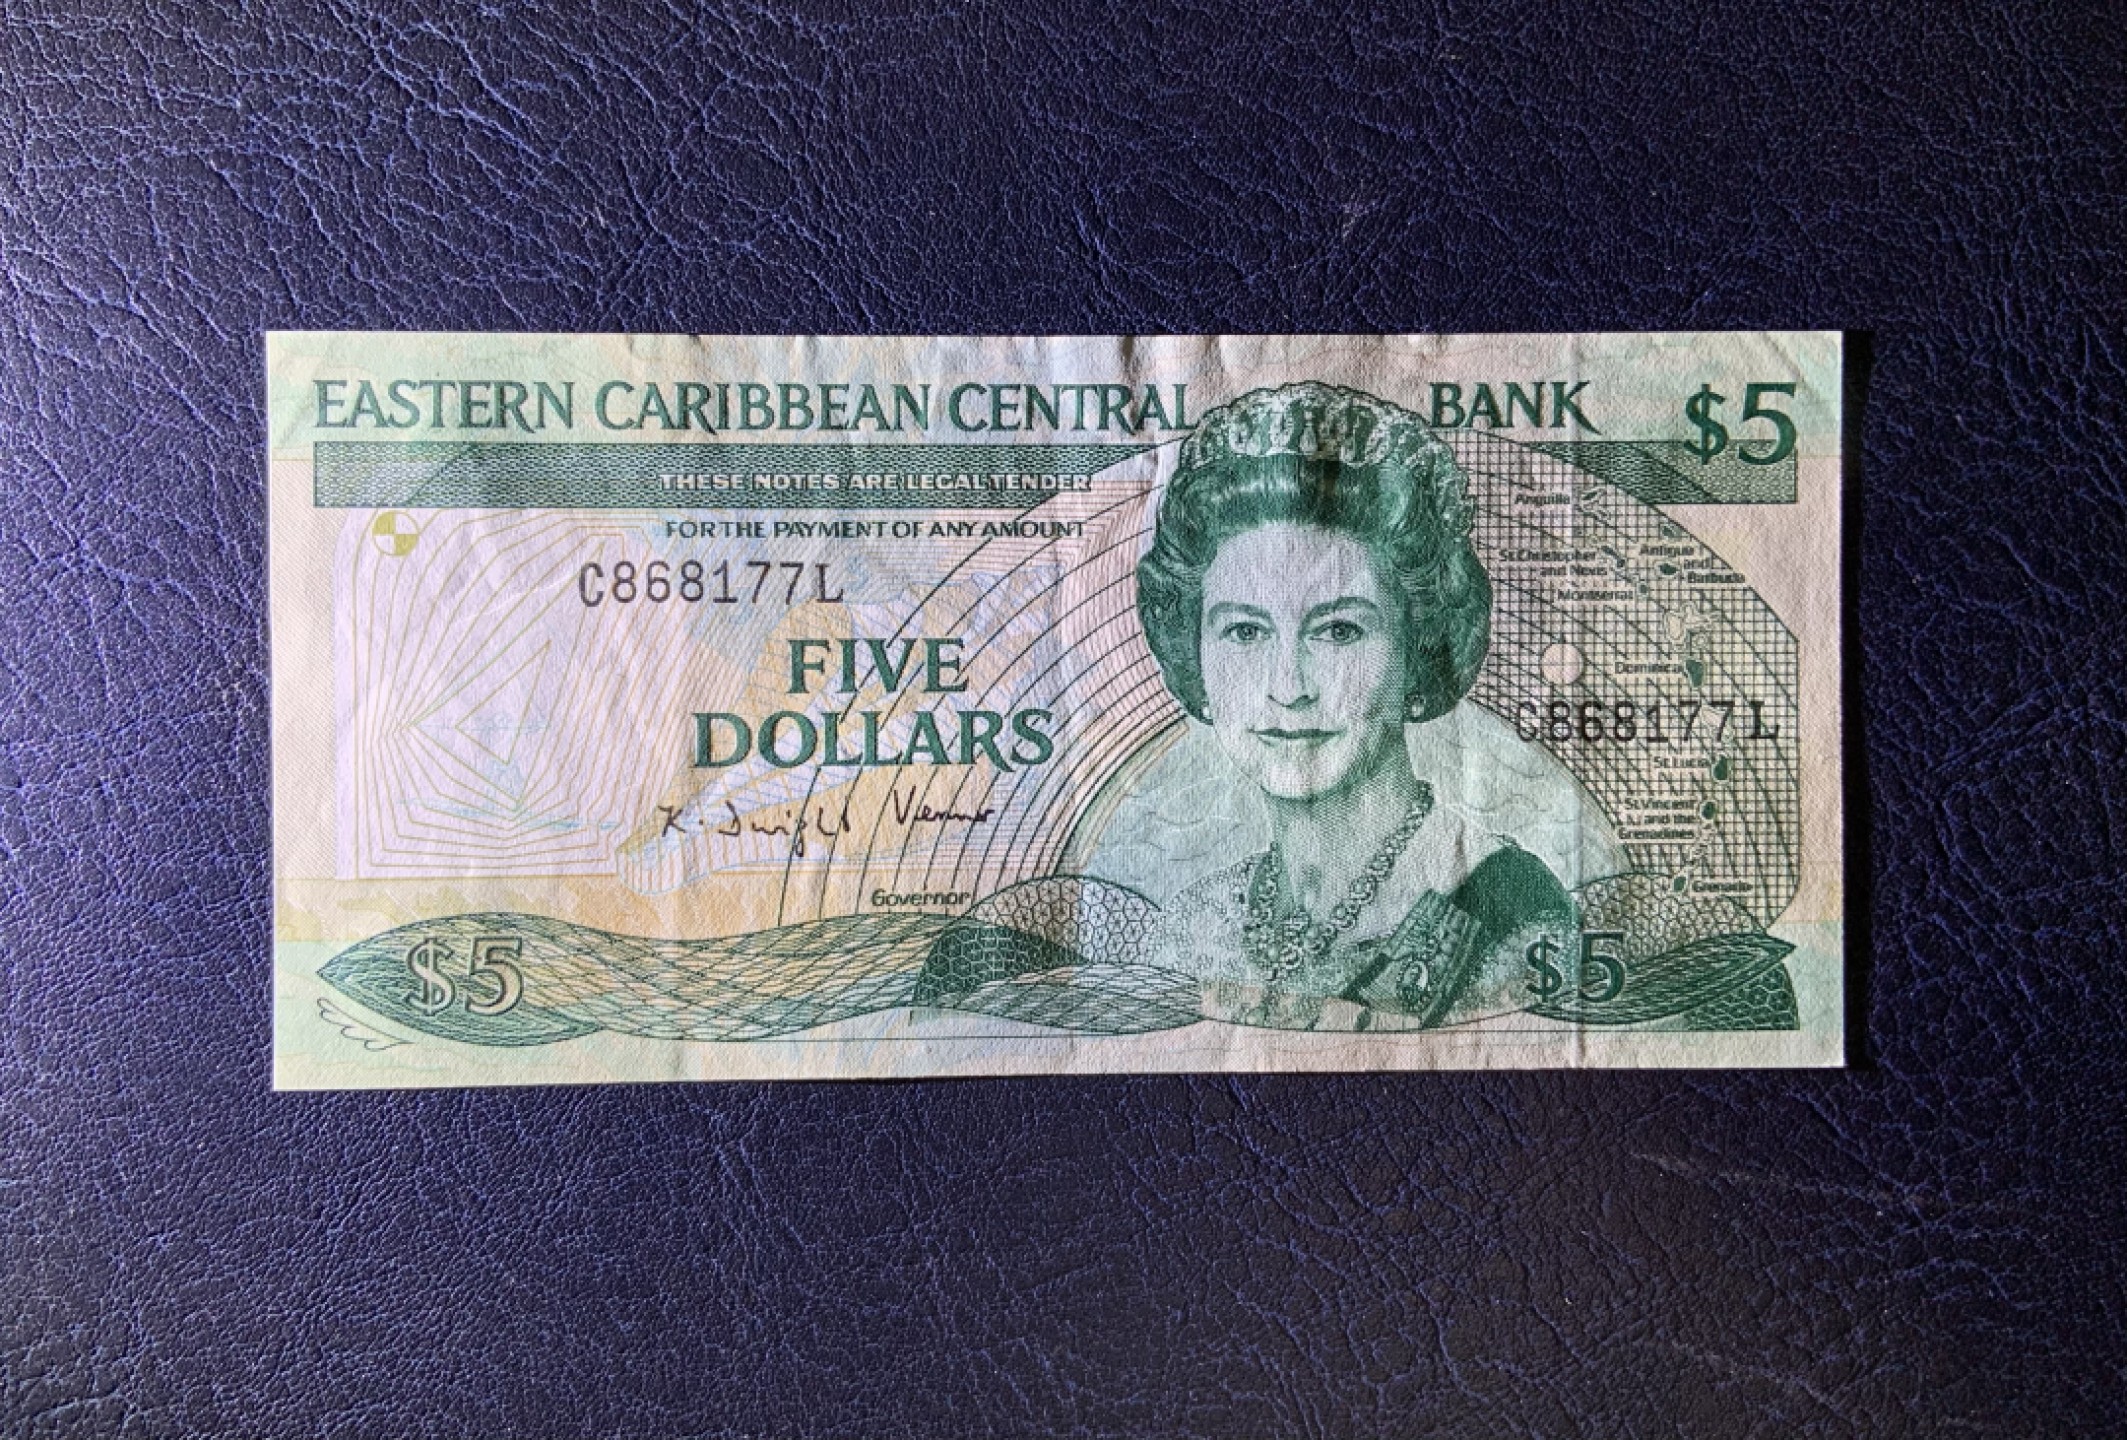 EASTERN CARIBBEAN CENTRAL BANK $5
THESE NOTES ARE LEGAL TENDER
FOR THE PAYMENT OF ANY AMOUNT
C868177L
FIVE
DOLLARS
K. Dwight Venner
Governor
$5
Anguilla
St.Christopher
and Nevis
Antigua
and
Barbuda
Montserrat
Dominica
C868177L
St.Lucia
St.Vincent
and the
Grenadines
Grenada
$5